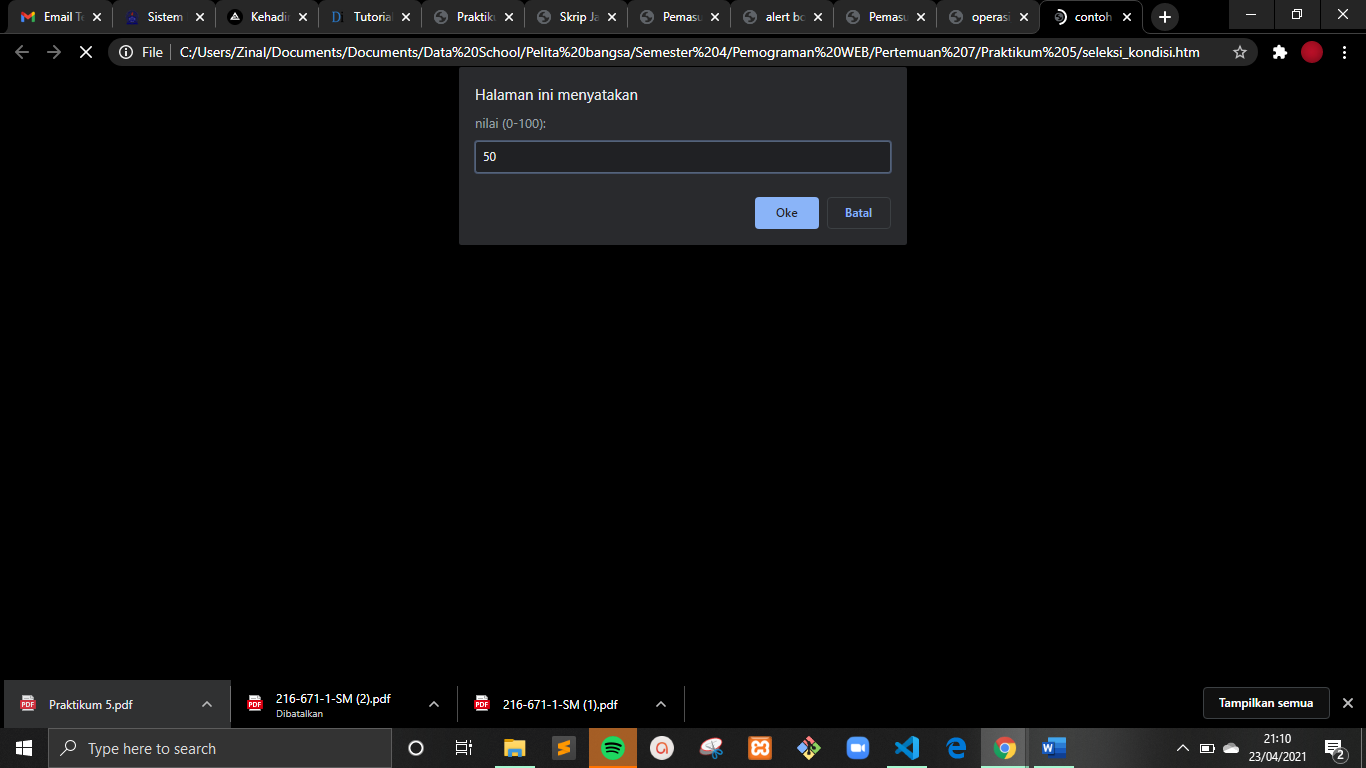 Email Te
Sistem
Kehadir
Tutorial
Praktiku
Skrip Ja
Pemasu
alert bo
Pemasu
operasi
contoh
File
C:/Users/Zinal/Documents/Documents/Data%20School/Pelita%20bangsa/Semester%204/Pemograman%20WEB/Pertemuan%207/Praktikum%205/seleksi_kondisi.htm
Halaman ini menyatakan
nilai (0-100):
50
Oke
Batal
Praktikum 5.pdf
216-671-1-SM (2).pdf
Dibatalkan
216-671-1-SM (1).pdf
Tampilkan semua
Type here to search
21:10
23/04/2021
2